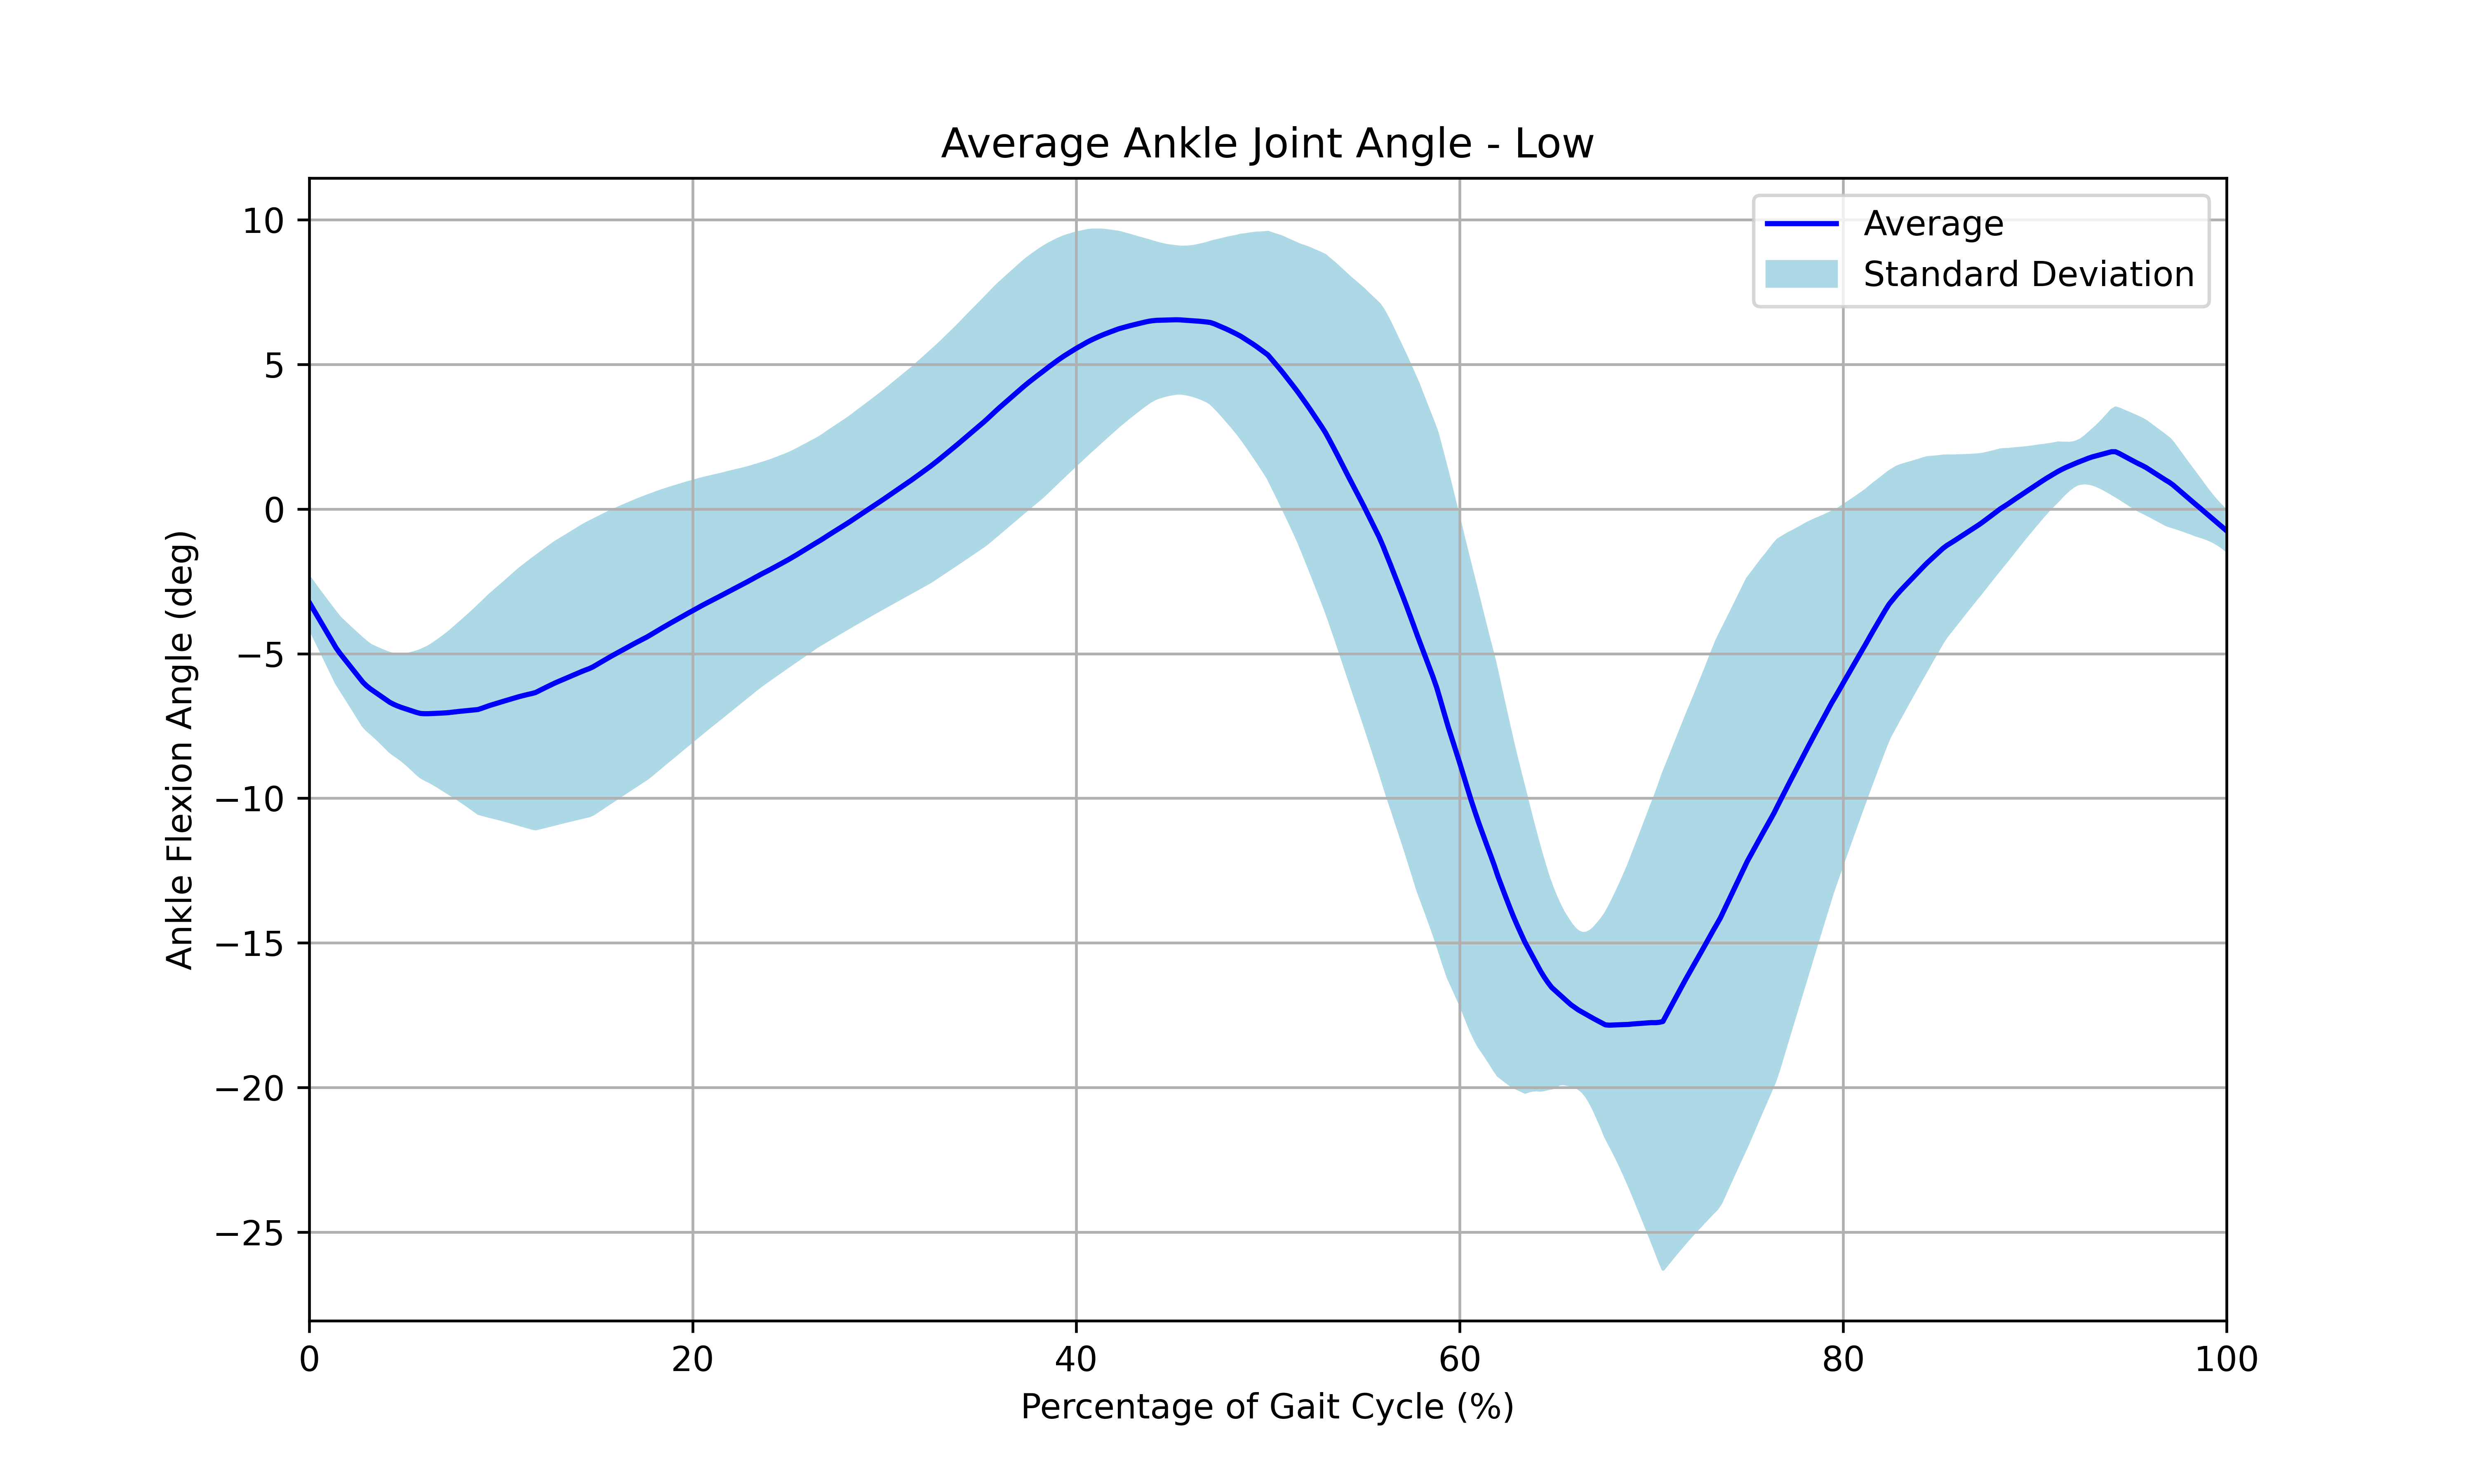 Average Ankle Joint Angle - Low
Average
Standard Deviation
Ankle Flexion Angle (deg)
10
5
0
−5
−10
−15
−20
−25
0
20
40
60
80
100
Percentage of Gait Cycle (%)